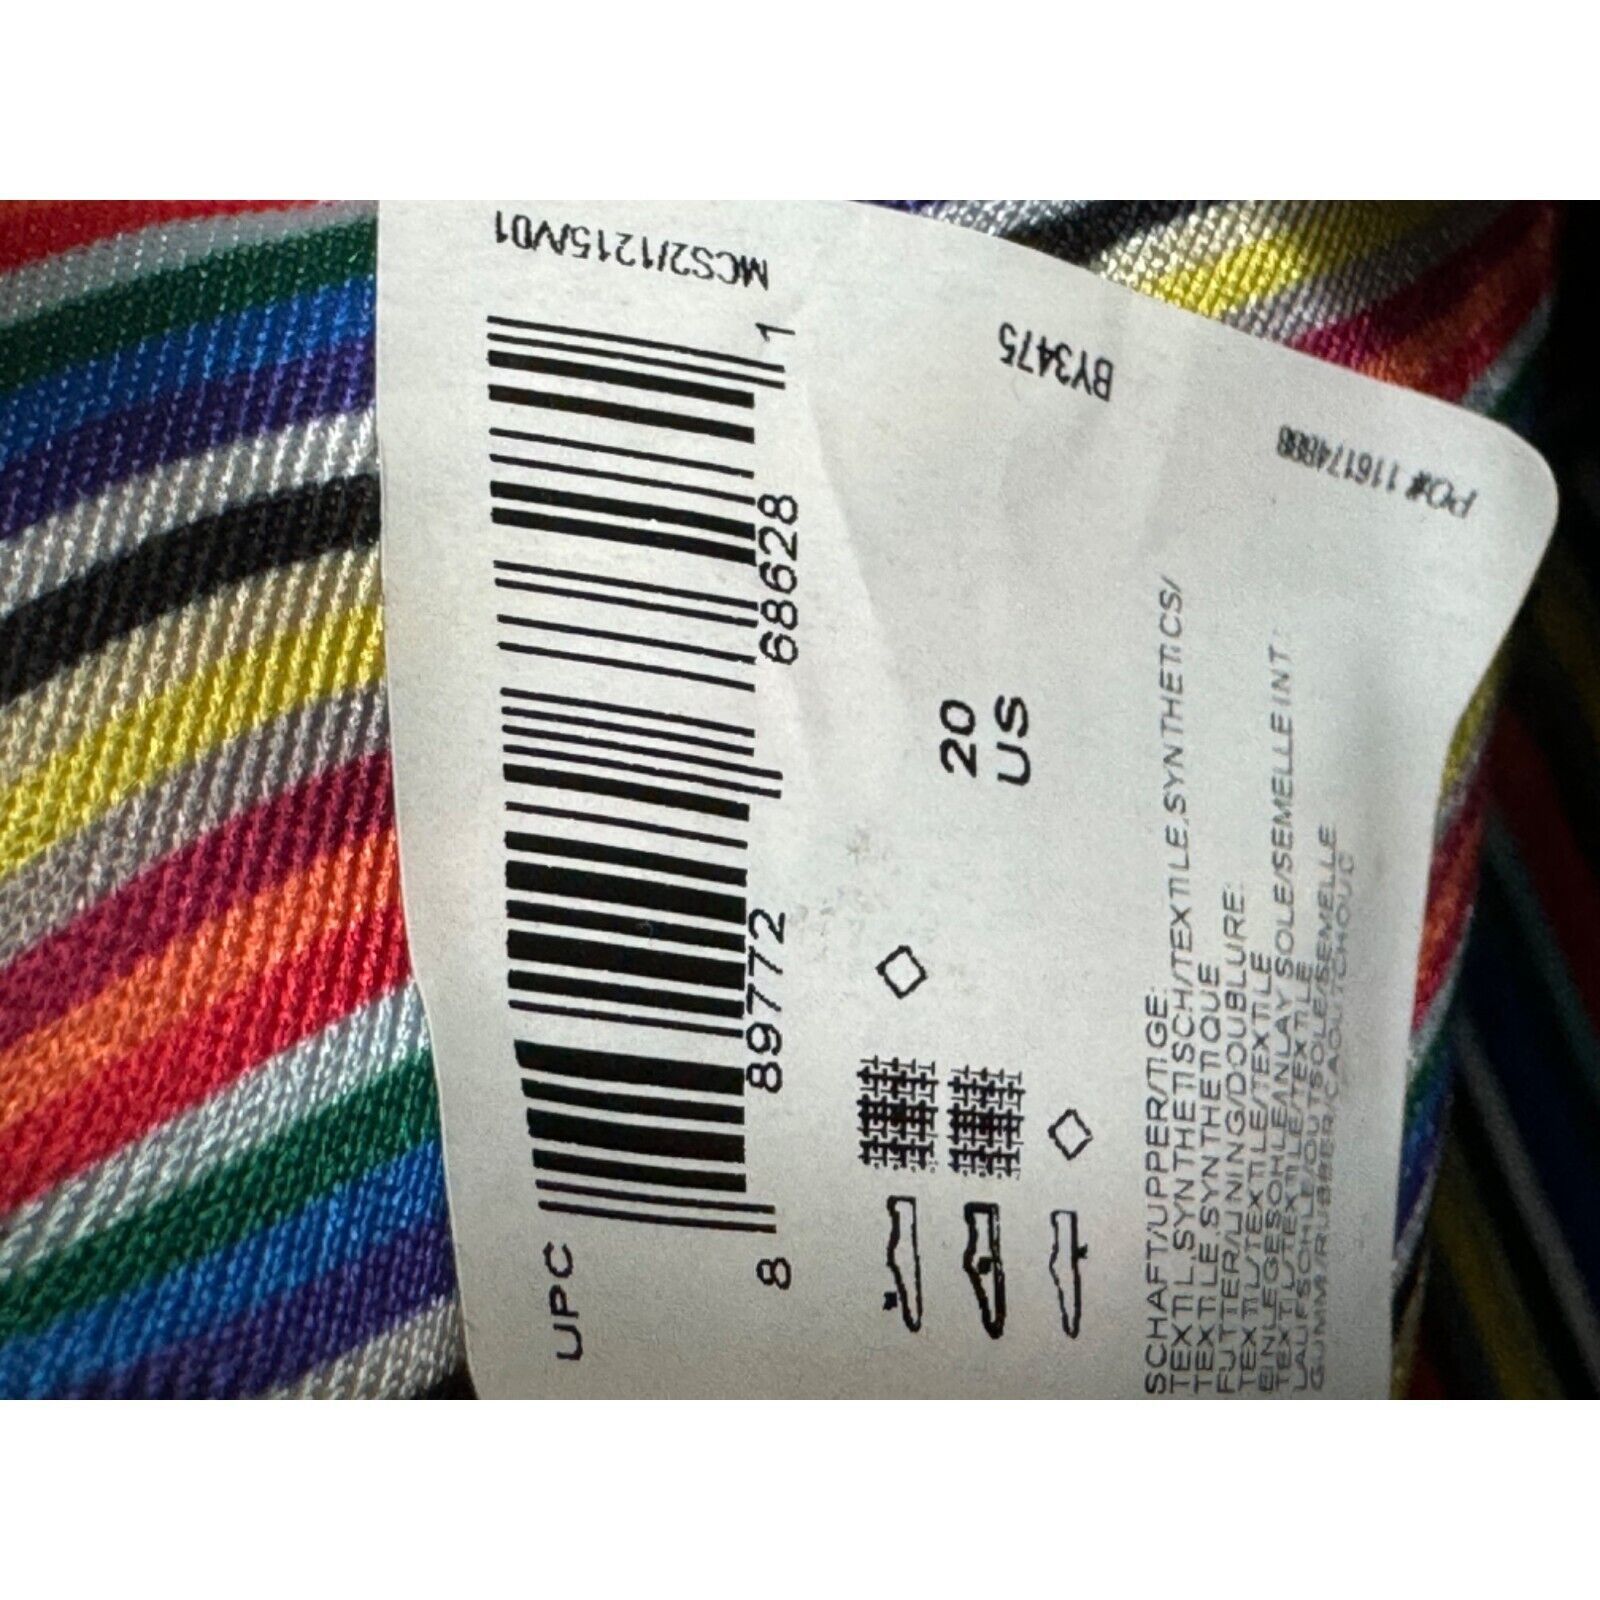 MCS2/1215/V01
UPC
8 89772 68628 1
BY3475
20
US
PO#
SCHAFT/UPPER/TIGE:
TEXTIL,SYNTHETISCH/TEXTILE,SYNTHETICS/
TEXTILE,SYNTHETIQUE
FUTTER/LINING/DOUBLURE:
TEXTIL/TEXTILE/TEXTILE
EINLEGESOHLE/INLAY SOLE/SEMELLE INT:
TEXTIL/TEXTILE/TEXTILE
LAUFSOHLE/OUTSOLE/SEMELLE
GUMMI/RUBBER/CAOUTCHOUC